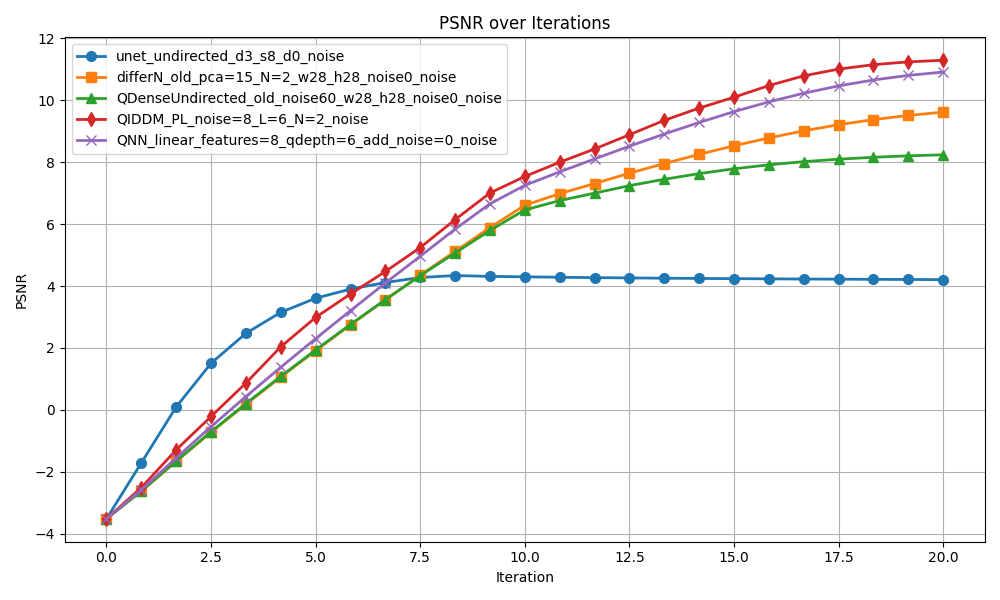 PSNR over Iterations
unet_undirected_d3_s8_d0_noise
differN_old_pca=15_N=2_w28_h28_noise0_noise
QDenseUndirected_old_noise60_w28_h28_noise0_noise
QIDDM_PL_noise=8_L=6_N=2_noise
QNN_linear_features=8_qdepth=6_add_noise=0_noise
12
10
8
6
4
2
0
−2
−4
PSNR
0.0 2.5 5.0 7.5 10.0 12.5 15.0 17.5 20.0
Iteration